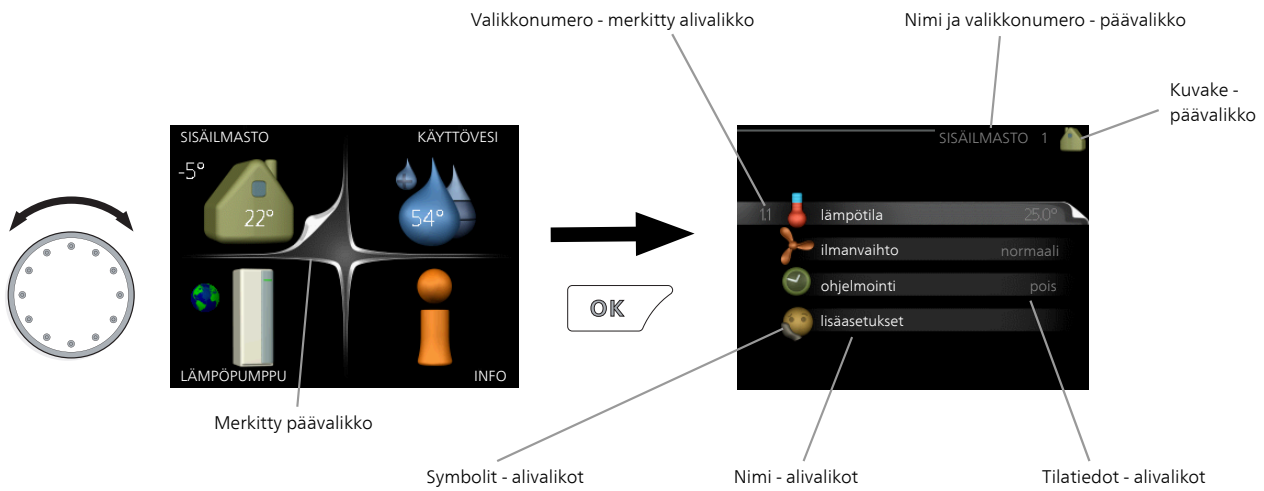 Valikkonumero - merkitty alivalikko
Nimi ja valikkonumero - päävalikko
Kuvake -
päävalikko
SISÄILMASTO
KÄYTTÖVESI
-5°
22°
54°
LÄMPÖPUMPPU
INFO
Merkitty päävalikko
OK
SISÄILMASTO 1
1.1 lämpötila 25.0°
ilmanvaihto normaali
ohjelmointi pois
lisäasetukset
Symbolit - alivalikot
Nimi - alivalikot
Tilatiedot - alivalikot